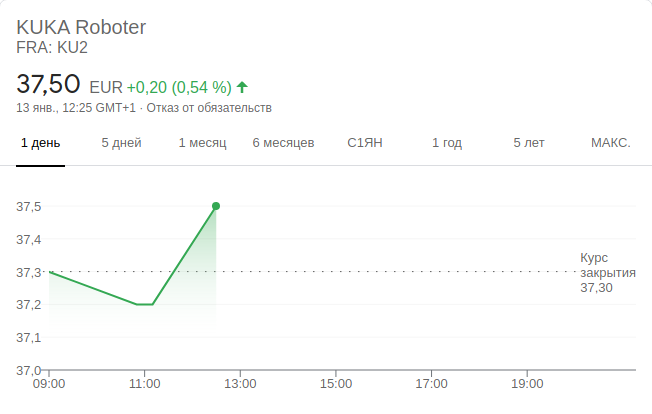 KUKA Roboter
FRA: KU2
37,50 EUR +0,20 (0,54 %)
13 янв., 12:25 GMT+1 · Отказ от обязательств
1 день 5 дней 1 месяц 6 месяцев С1ЯН 1 год 5 лет МАКС.
37,5
37,4
37,3
37,2
37,1
37,0
Курс
закрытия
37,30
09:00 11:00 13:00 15:00 17:00 19:00